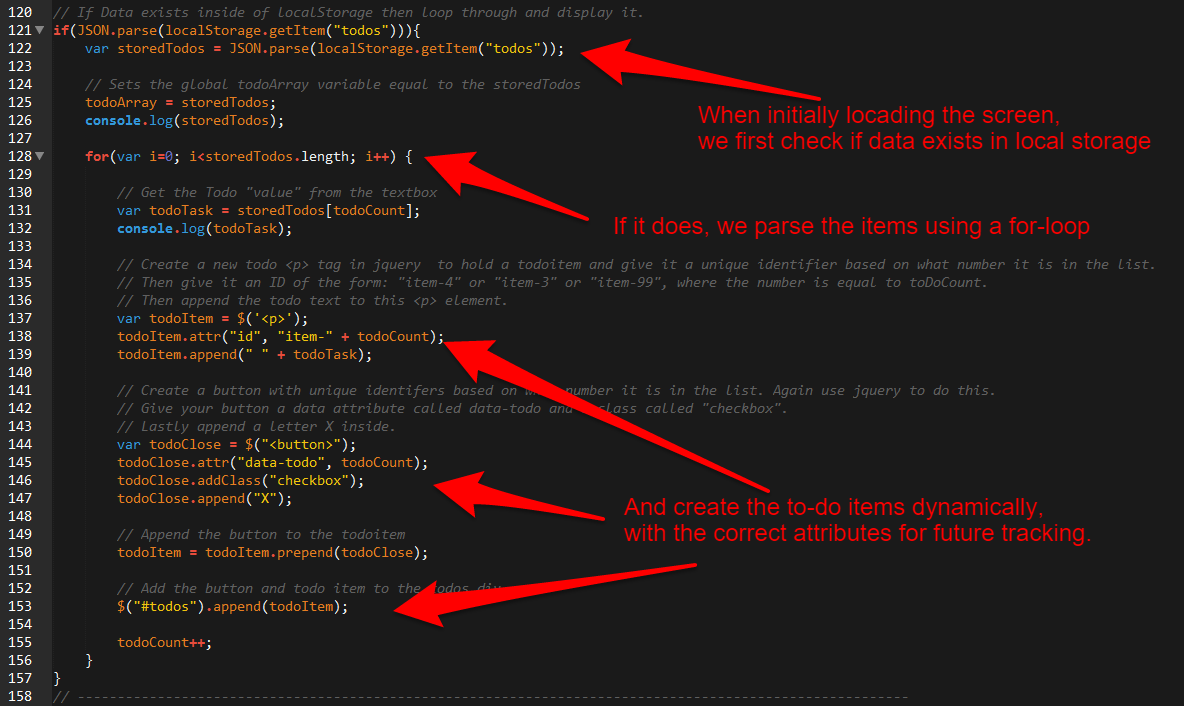 120 // If Data exists inside of localStorage then loop through and display it.
121 if(JSON.parse(localStorage.getItem("todos"))){
122 var storedTodos = JSON.parse(localStorage.getItem("todos"));
123
When initially locading the screen,
we first check if data exists in local storage
124 // Sets the global todoArray variable equal to the storedTodos
125 todoArray = storedTodos;
126 console.log(storedTodos);
127
128 for(var i=0; i<storedTodos.length; i++) {
129
If it does, we parse the items using a for-loop
130 // Get the Todo "value" from the textbox
131 var todoTask = storedTodos[todoCount];
132 console.log(todoTask);
133
134 // Create a new todo <p> tag in jquery  to hold a todoitem and give it a unique identifier based on what number it is in the list.
135 // Then give it an ID of the form: "item-4" or "item-3" or "item-99", where the number is equal to toDoCount.
136 // Then append the todo text to this <p> element.
137 var todoItem = $('<p>');
138 todoItem.attr("id", "item-" + todoCount);
139 todoItem.append(" " + todoTask);
140
141 // Create a button with unique identifers based on number it is in the list. Again use jquery to do this.
142 // Give your button a data attribute called data-todo and class called "checkbox".
143 // Lastly append a letter X inside.
144 var todoClose = $("<button>");
145 todoClose.attr("data-todo", todoCount);
146 todoClose.addClass("checkbox");
147 todoClose.append("X");
148
And create the to-do items dynamically,
with the correct attributes for future tracking.
149 // Append the button to the todoitem
150 todoItem = todoItem.prepend(todoClose);
151
152 // Add the button and todo item to the todos div
153 $("#todos").append(todoItem);
154
155 todoCount++;
156 }
157 }
158 // --------------------------------------------------------------------------------------------------------